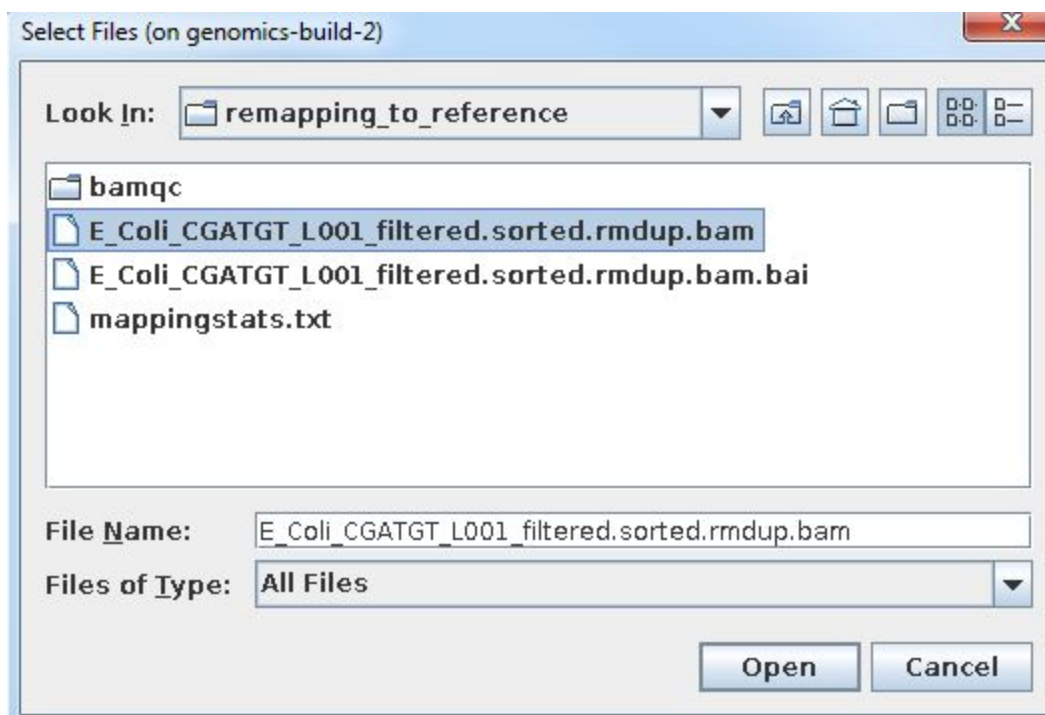 Select Files (on genomics-build-2)
Look In: remapping_to_reference
bamqc
E_Coli_CGATGT_L001_filtered.sorted.rmdup.bam
E_Coli_CGATGT_L001_filtered.sorted.rmdup.bam.bai
mappingstats.txt
File Name: E_Coli_CGATGT_L001_filtered.sorted.rmdup.bam
Files of Type: All Files
Open Cancel